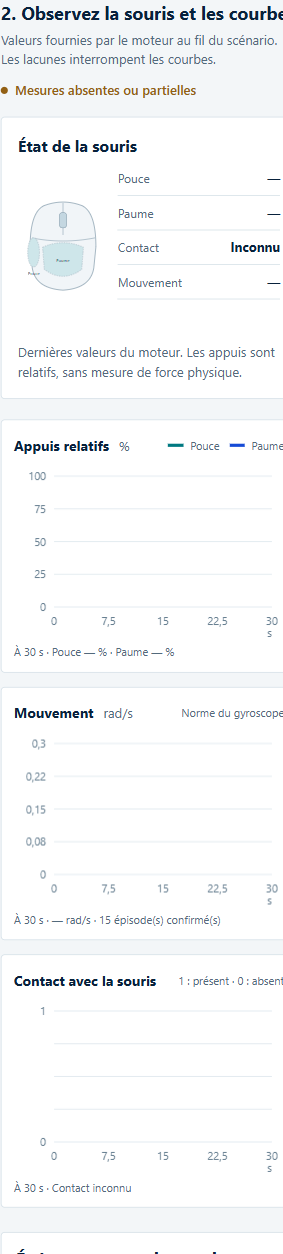 2. Observez la souris et les courbe
Valeurs fournies par le moteur au fil du scénario.
Les lacunes interrompent les courbes.
Mesures absentes ou partielles
État de la souris
Pouce —
Paume —
Contact Inconnu
Mouvement —
Pouce
Paume
Dernières valeurs du moteur. Les appuis sont
relatifs, sans mesure de force physique.
Appuis relatifs % Pouce Paume
100
75
50
25
0
0 7,5 15 22,5 30
s
À 30 s · Pouce — % · Paume — %
Mouvement rad/s Norme du gyroscope
0,3
0,22
0,15
0,08
0
0 7,5 15 22,5 30
s
À 30 s · — rad/s · 15 épisode(s) confirmé(s)
Contact avec la souris 1 : présent · 0 : absent
1
0
0 7,5 15 22,5 30
s
À 30 s · Contact inconnu